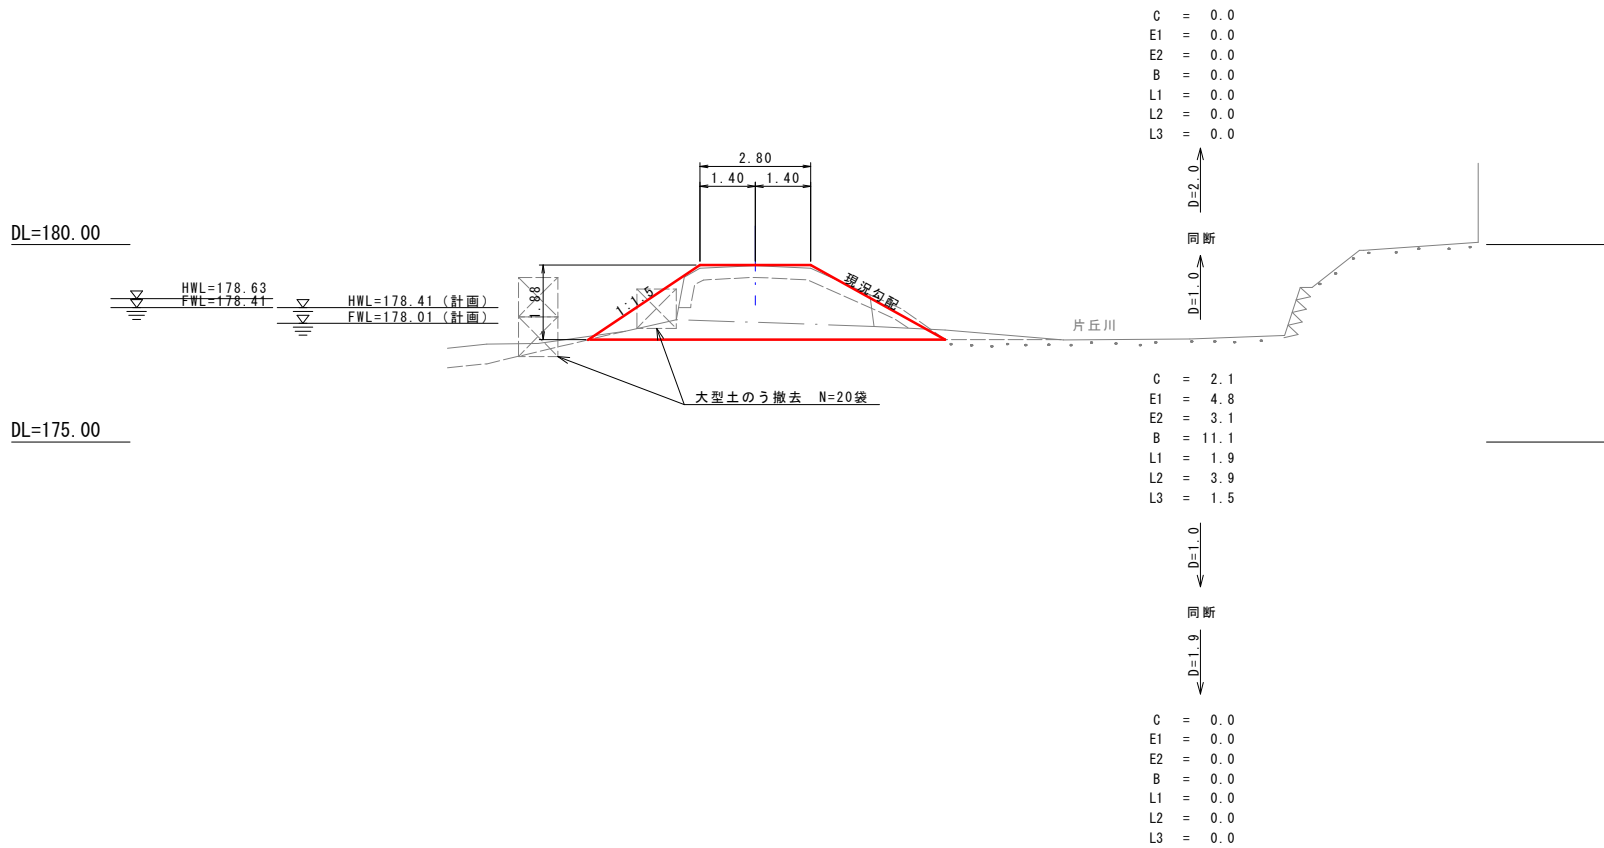 C = 0.0
E1 = 0.0
E2 = 0.0
B = 0.0
L1 = 0.0
L2 = 0.0
L3 = 0.0
D=2.0
同断
D=1.0
2.80
1.40 1.40
DL=180.00
HWL=178.63
FWL=178.41
HWL=178.41(計画)
FWL=178.01(計画)
1.88
1:1.5
現況勾配
片丘川
大型土のう撤去 N=20袋
DL=175.00
C = 2.1
E1 = 4.8
E2 = 3.1
B = 11.1
L1 = 1.9
L2 = 3.9
L3 = 1.5
D=1.0
同断
D=1.9
C = 0.0
E1 = 0.0
E2 = 0.0
B = 0.0
L1 = 0.0
L2 = 0.0
L3 = 0.0